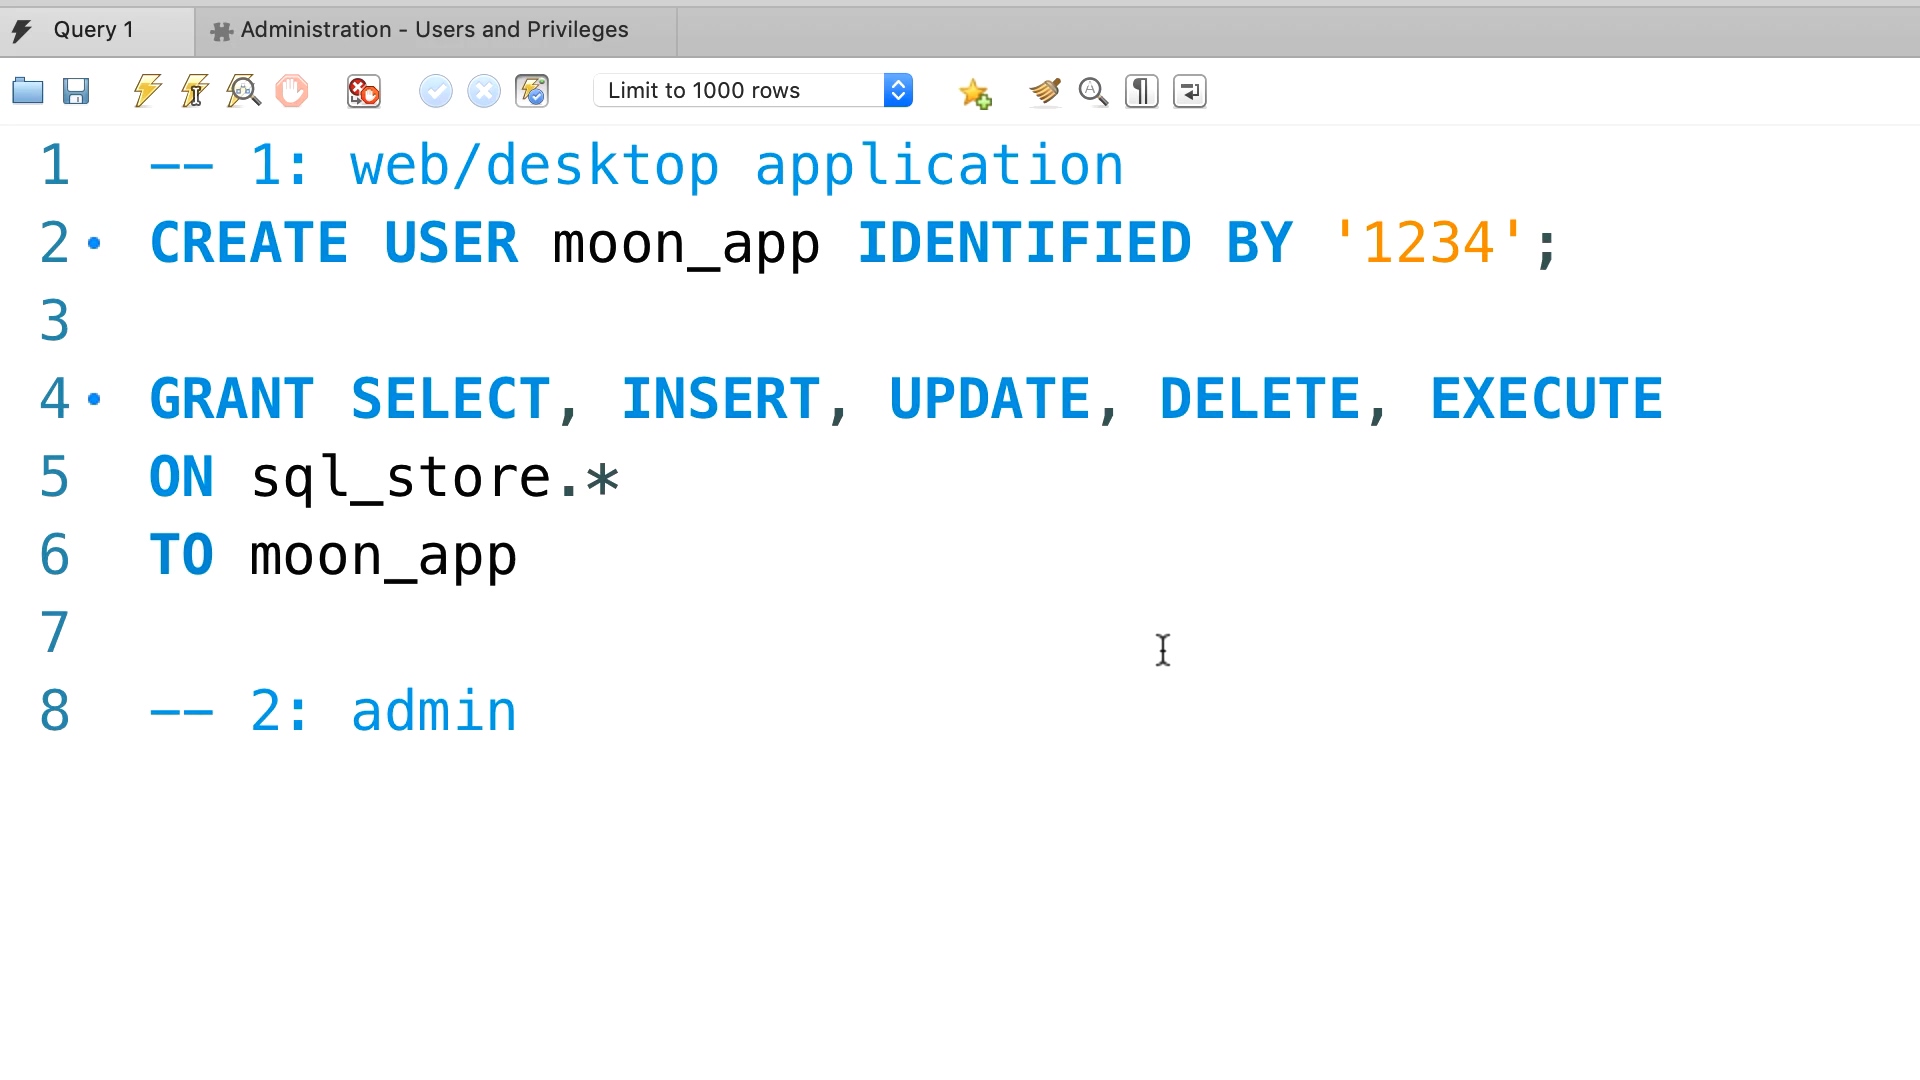 Query 1
Administration - Users and Privileges
Limit to 1000 rows
1 -- 1: web/desktop application
2 CREATE USER moon_app IDENTIFIED BY '1234';
3
4 GRANT SELECT, INSERT, UPDATE, DELETE, EXECUTE
5 ON sql_store.*
6 TO moon_app
7
8 -- 2: admin